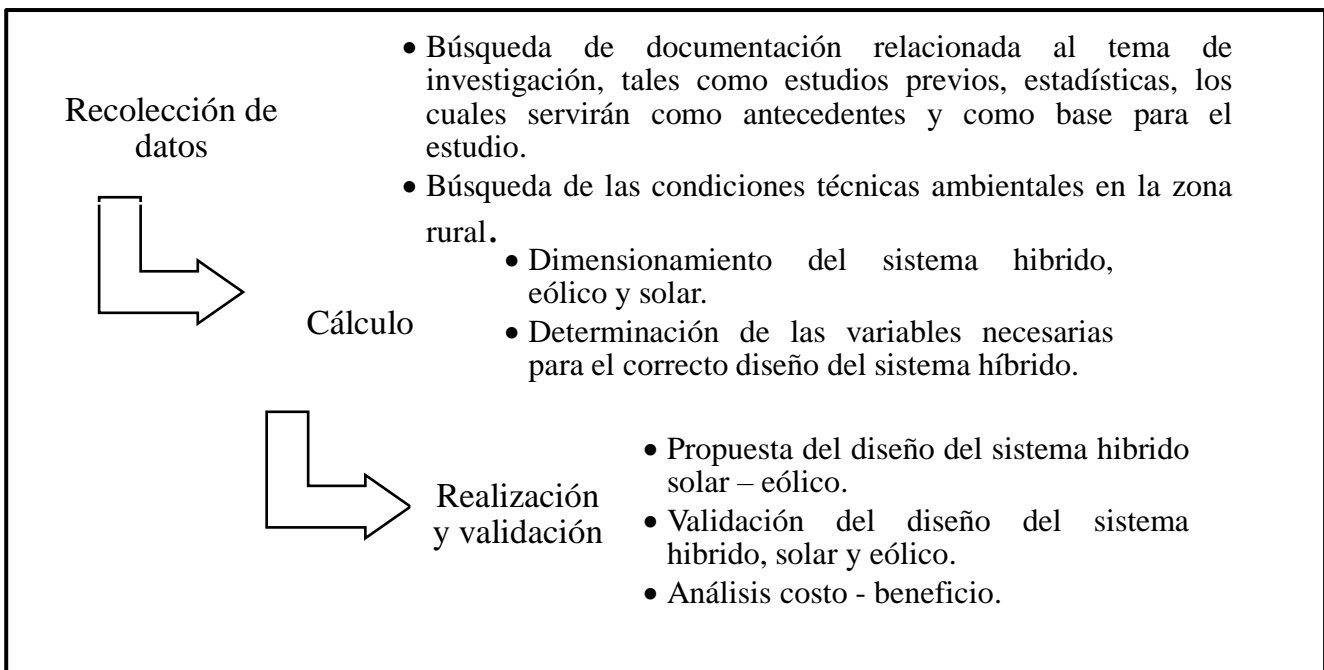 Recolección de
datos
• Búsqueda de documentación relacionada al tema de
investigación, tales como estudios previos, estadísticas, los
cuales servirán como antecedentes y como base para el
estudio.
• Búsqueda de las condiciones técnicas ambientales en la zona
rural.
Cálculo
• Dimensionamiento del sistema hibrido,
eólico y solar.
• Determinación de las variables necesarias
para el correcto diseño del sistema híbrido.
Realización
y validación
• Propuesta del diseño del sistema hibrido
solar – eólico.
• Validación del diseño del sistema
hibrido, solar y eólico.
• Análisis costo - beneficio.